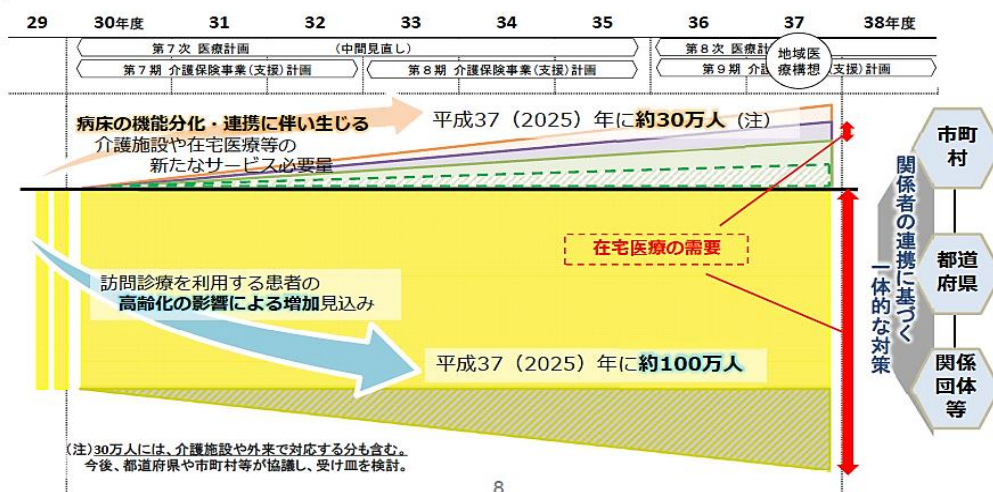 29 30年度 31 32 33 34 35 36 37 38年度
第7次 医療計画 (中間見直し) 第8次 医療計
地域医療構想
第7期 介護保険事業(支援)計画 第8期 介護保険事業(支援)計画 第9期 介護保 支援)計画
病床の機能分化・連携に伴い生じる
介護施設や在宅医療等の
新たなサービス必要量
平成37(2025)年に約30万人(注)
在宅医療の需要
訪問診療を利用する患者の
高齢化の影響による増加見込み
平成37(2025)年に約100万人
(注)30万人には、介護施設や外来で対応する分も含む。
今後、都道府県や市町村等が協議し、受け皿を検討。
関係者の連携に基づく
一体的な対策
市町
村
都道
府県
関係
団体
等
8